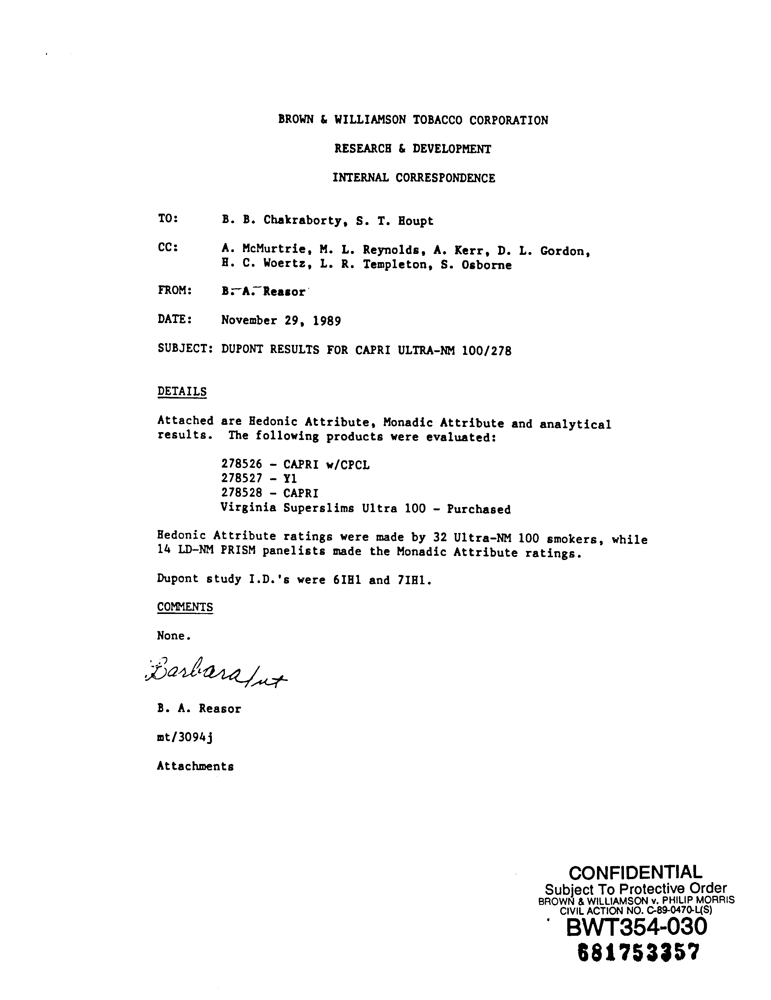 BROWN & WILLIAMSON TOBACCO CORPORATION
RESEARCH & DEVELOPMENT
INTERNAL CORRESPONDENCE
TO: B. B. Chakraborty, S. T. Houpt
CC: A. McMurtrie, M. L. Reynolds, A. Kerr, D. L. Gordon,
H. C. Woertz, L. R. Templeton, S. Osborne
FROM: B. A. Reasor
DATE: November 29, 1989
SUBJECT: DUPONT RESULTS FOR CAPRI ULTRA-NM 100/278
DETAILS
Attached are Hedonic Attribute, Monadic Attribute and analytical
results. The following products were evaluated:
278526 - CAPRI w/CPCL
278527 - Y1
278528 - CAPRI
Virginia Superslims Ultra 100 - Purchased
Hedonic Attribute ratings were made by 32 Ultra-NM 100 smokers, while
14 LD-NM PRISM panelists made the Monadic Attribute ratings.
Dupont study I.D.'s were 6IH1 and 7IH1.
COMMENTS
None.
Barbara/mt
B. A. Reasor
mt/3094j
Attachments
CONFIDENTIAL
Subject To Protective Order
BROWN & WILLIAMSON v. PHILIP MORRIS
CIVIL ACTION NO. C-89-0470-L(S)
BWT354-030
681753357